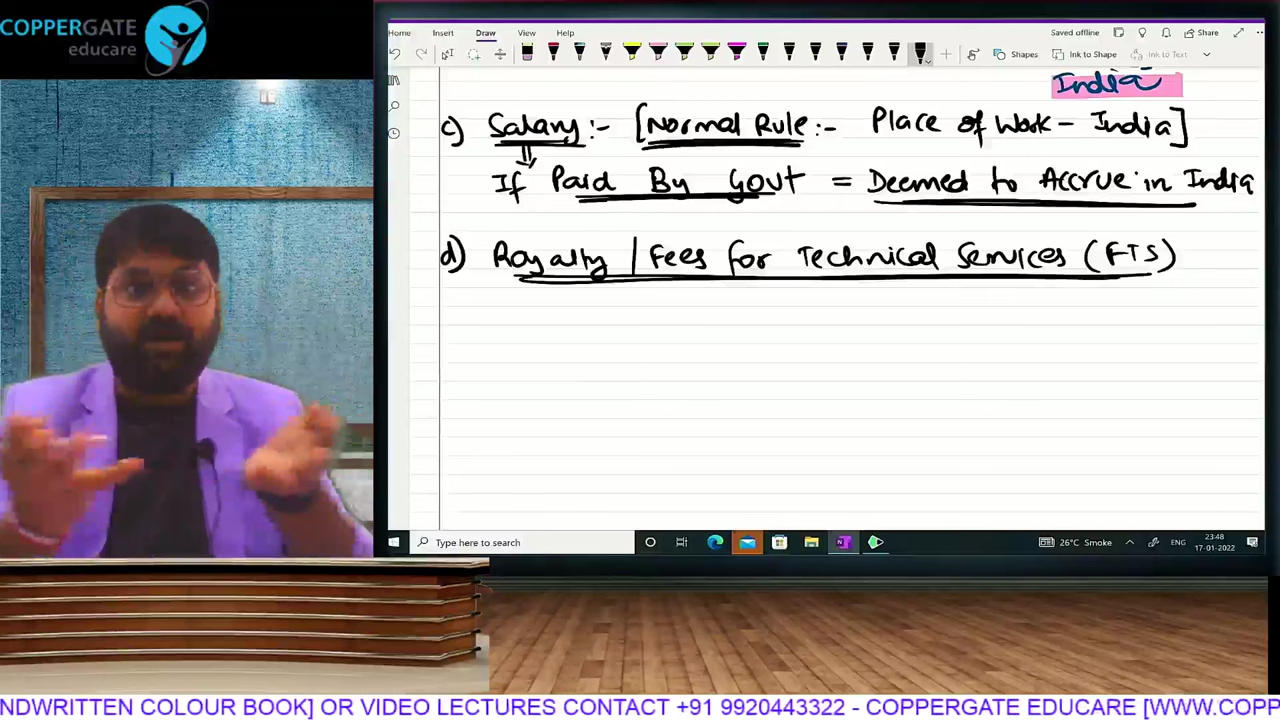 COPPERGATE
educare
Home Insert Draw View Help
Saved offline Share
Shapes Ink to Shape Ink to Text
India
c) Salary :- [Normal Rule :- Place of Work - India]
If Paid By Govt = Deemed to Accrue in India
d) Royalty | Fees for Technical Services (FTS)
Type here to search
26°C Smoke ENG 23:48
17-01-2022
NDWRITTEN COLOUR BOOK] OR VIDEO LECTURES CONTACT +91 9920443322 - COPPERGATE EDUCARE [WWW.COPP